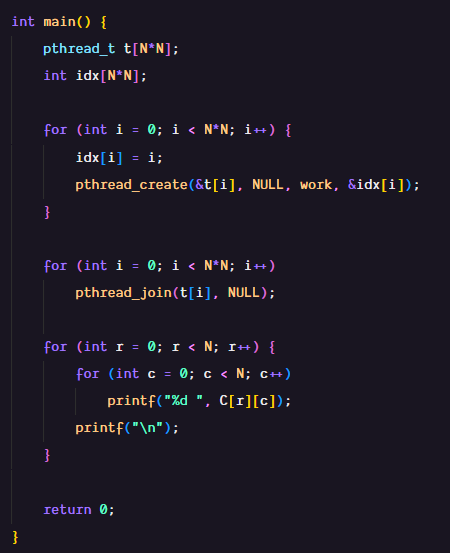 int main() {
    pthread_t t[N*N];
    int idx[N*N];

    for (int i = 0; i < N*N; i++) {
        idx[i] = i;
        pthread_create(&t[i], NULL, work, &idx[i]);
    }

    for (int i = 0; i < N*N; i++)
        pthread_join(t[i], NULL);

    for (int r = 0; r < N; r++) {
        for (int c = 0; c < N; c++)
            printf("%d ", C[r][c]);
        printf("\n");
    }

    return 0;
}